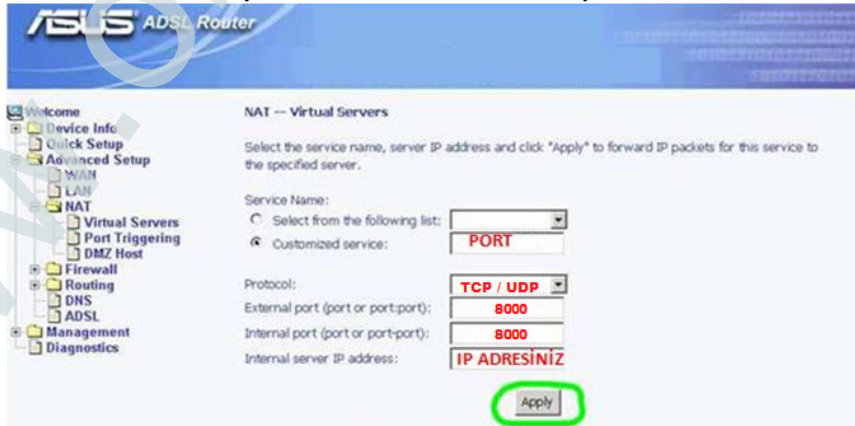 ASUS ADSL Router
Welcome
Device Info
Quick Setup
Advanced Setup
WAN
LAN
NAT
Virtual Servers
Port Triggering
DMZ Host
Firewall
Routing
DNS
ADSL
Management
Diagnostics
NAT -- Virtual Servers
Select the service name, server IP address and click "Apply" to forward IP packets for this service to
the specified server.
Service Name:
Select from the following list:
Customized service: PORT
Protocol: TCP / UDP
External port (port or port:port): 8000
Internal port (port or port-port): 8000
Internal server IP address: IP ADRESİNİZ
Apply